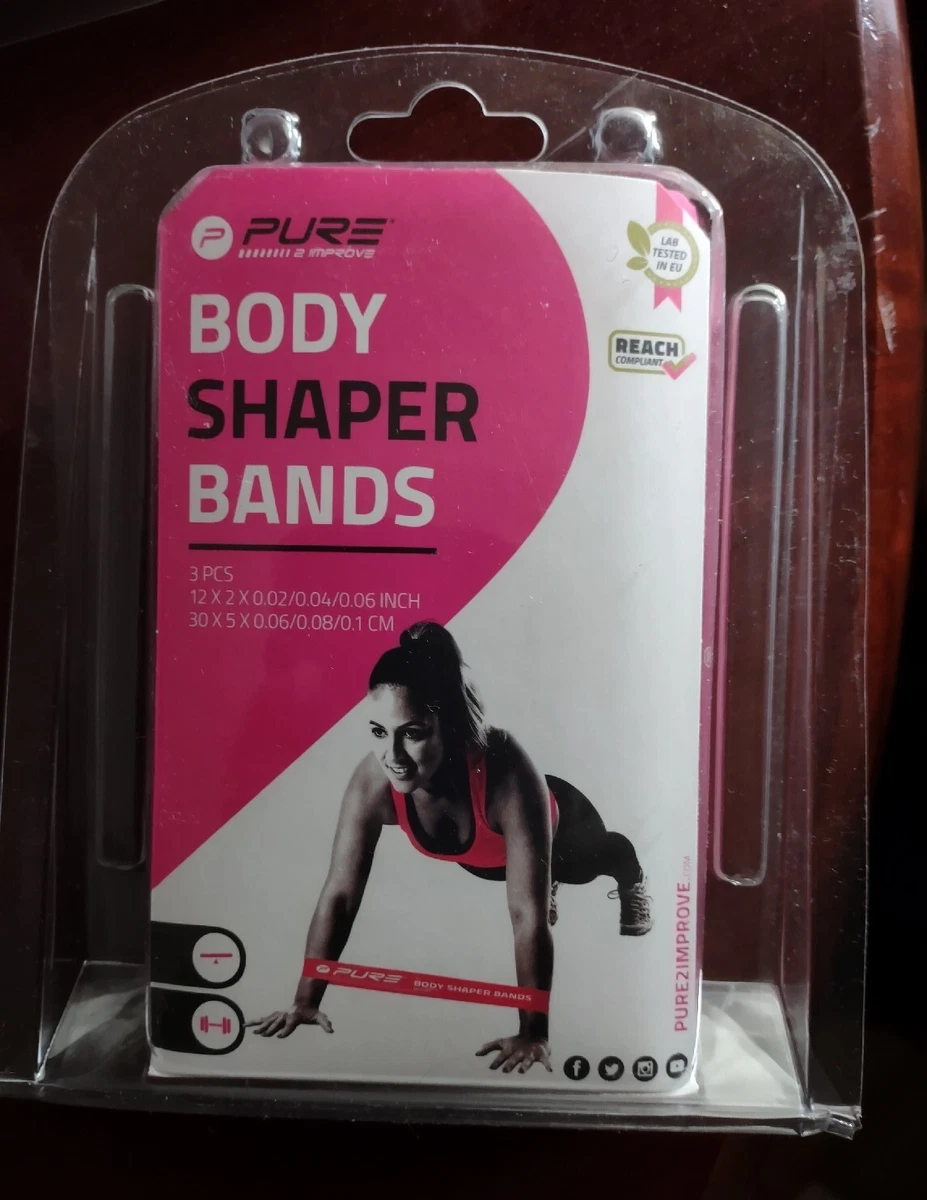 P PURE®
2 IMPROVE
LAB
TESTED
IN EU
BODY
SHAPER
BANDS
REACH
COMPLIANT
3 PCS
12 X 2 X 0.02/0.04/0.06 INCH
30 X 5 X 0.06/0.08/0.1 CM
PURE BODY SHAPER BANDS
PURE2IMPROVE.COM